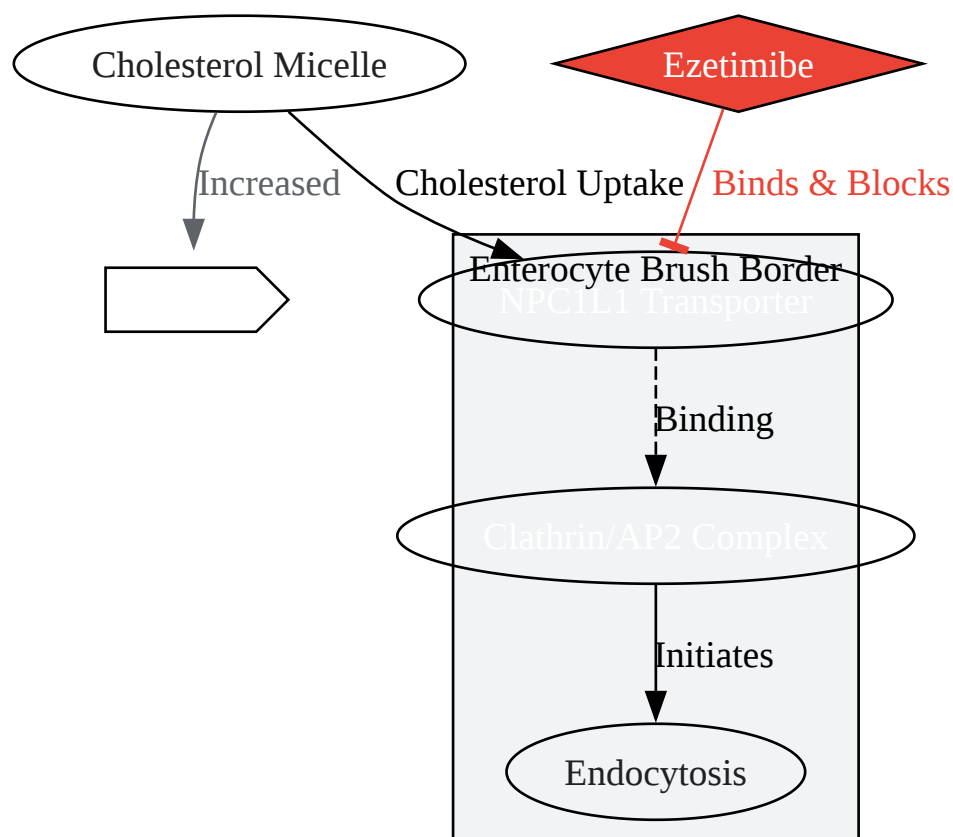 Cholesterol Micelle
Ezetimibe
Increased
Cholesterol Uptake
Binds & Blocks
Enterocyte Brush Border
NPC1L1 Transporter
Binding
Clathrin/AP2 Complex
Initiates
Endocytosis